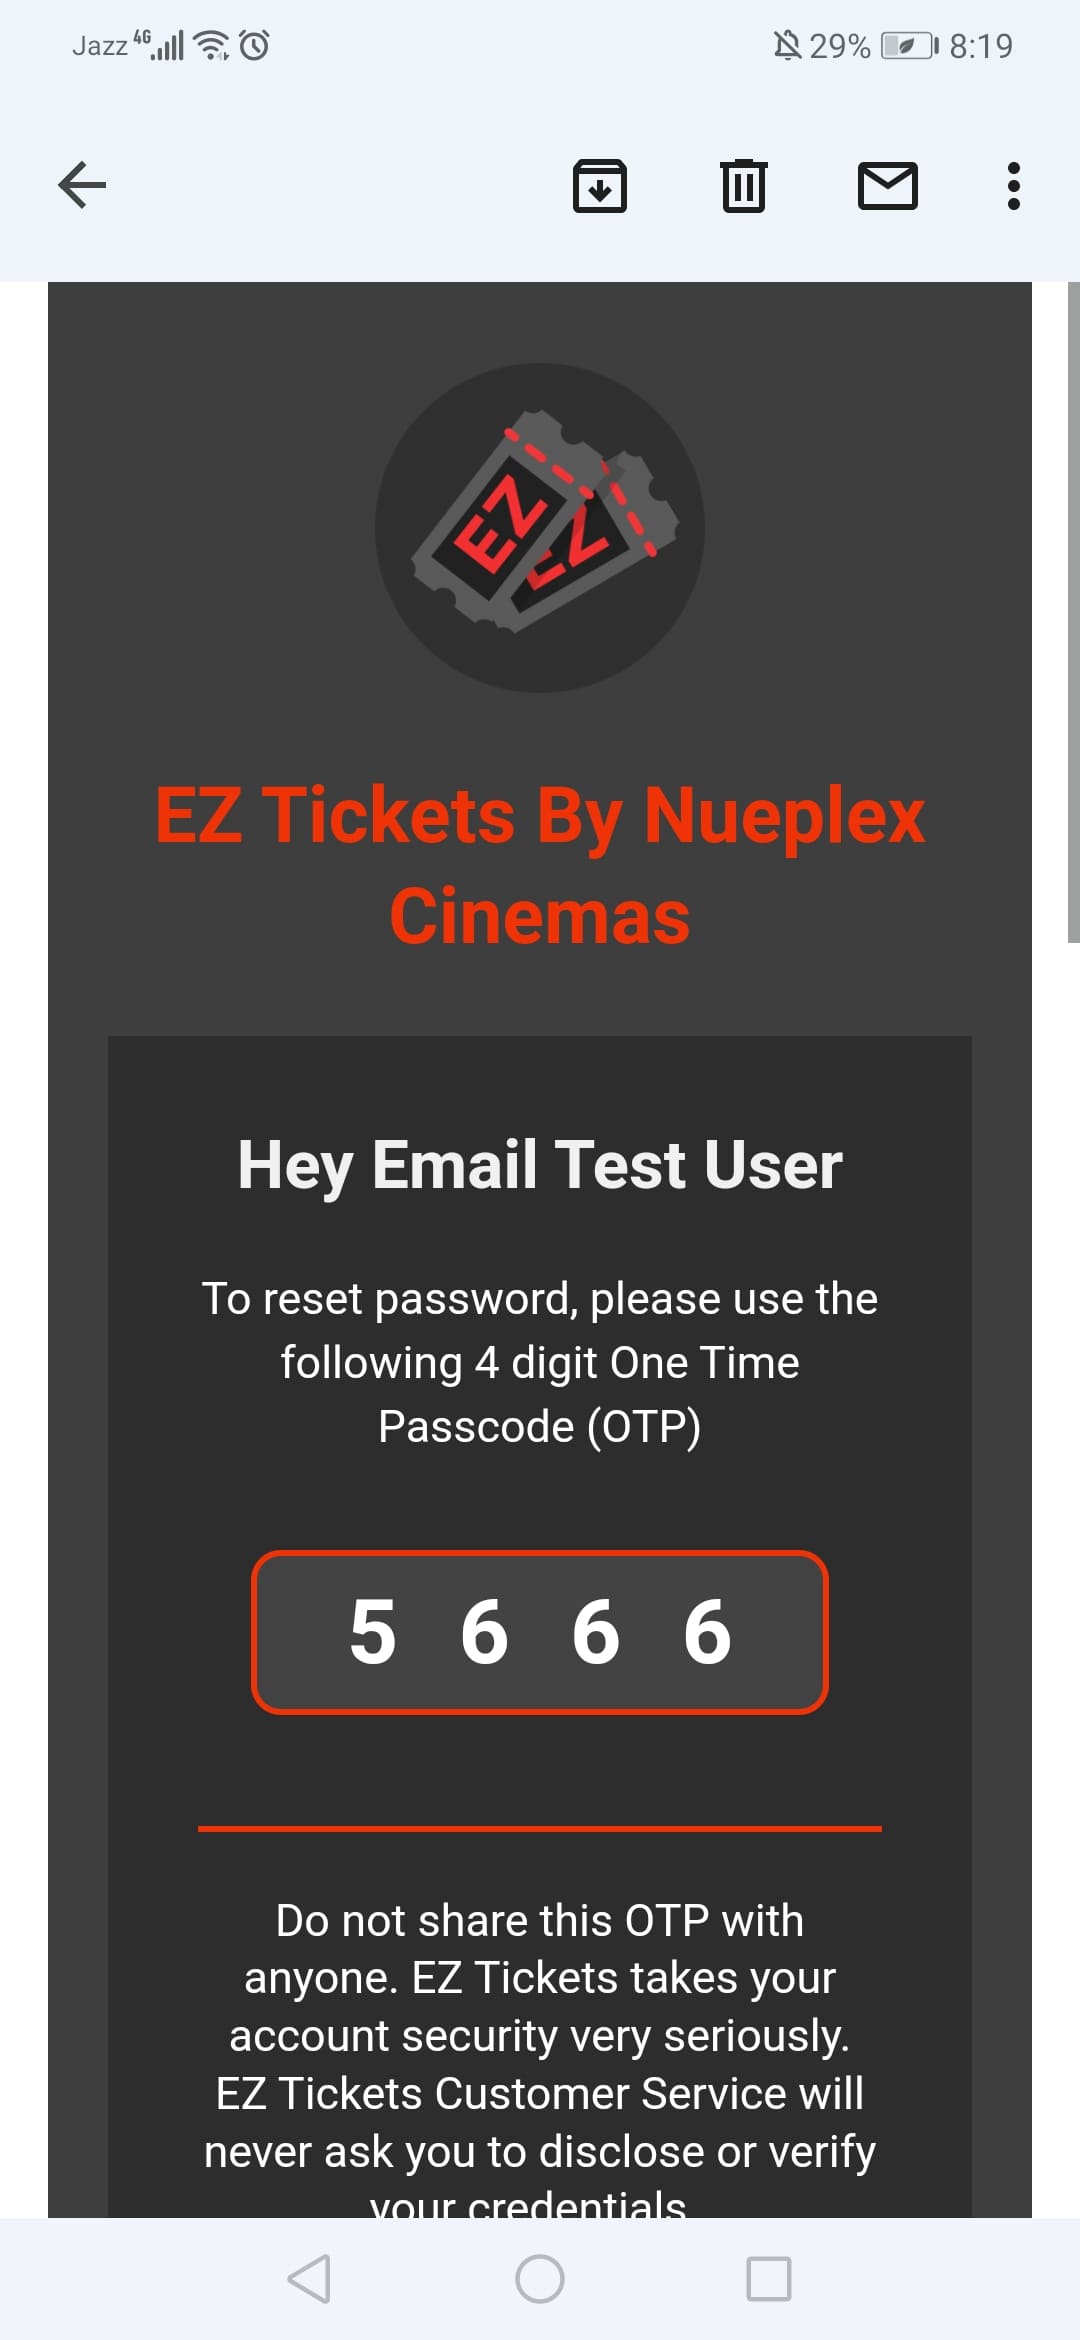 Jazz 4G 29% 8:19
EZ
EZ
EZ Tickets By Nueplex
Cinemas
Hey Email Test User
To reset password, please use the
following 4 digit One Time
Passcode (OTP)
5 6 6 6
Do not share this OTP with
anyone. EZ Tickets takes your
account security very seriously.
EZ Tickets Customer Service will
never ask you to disclose or verify
your credentials